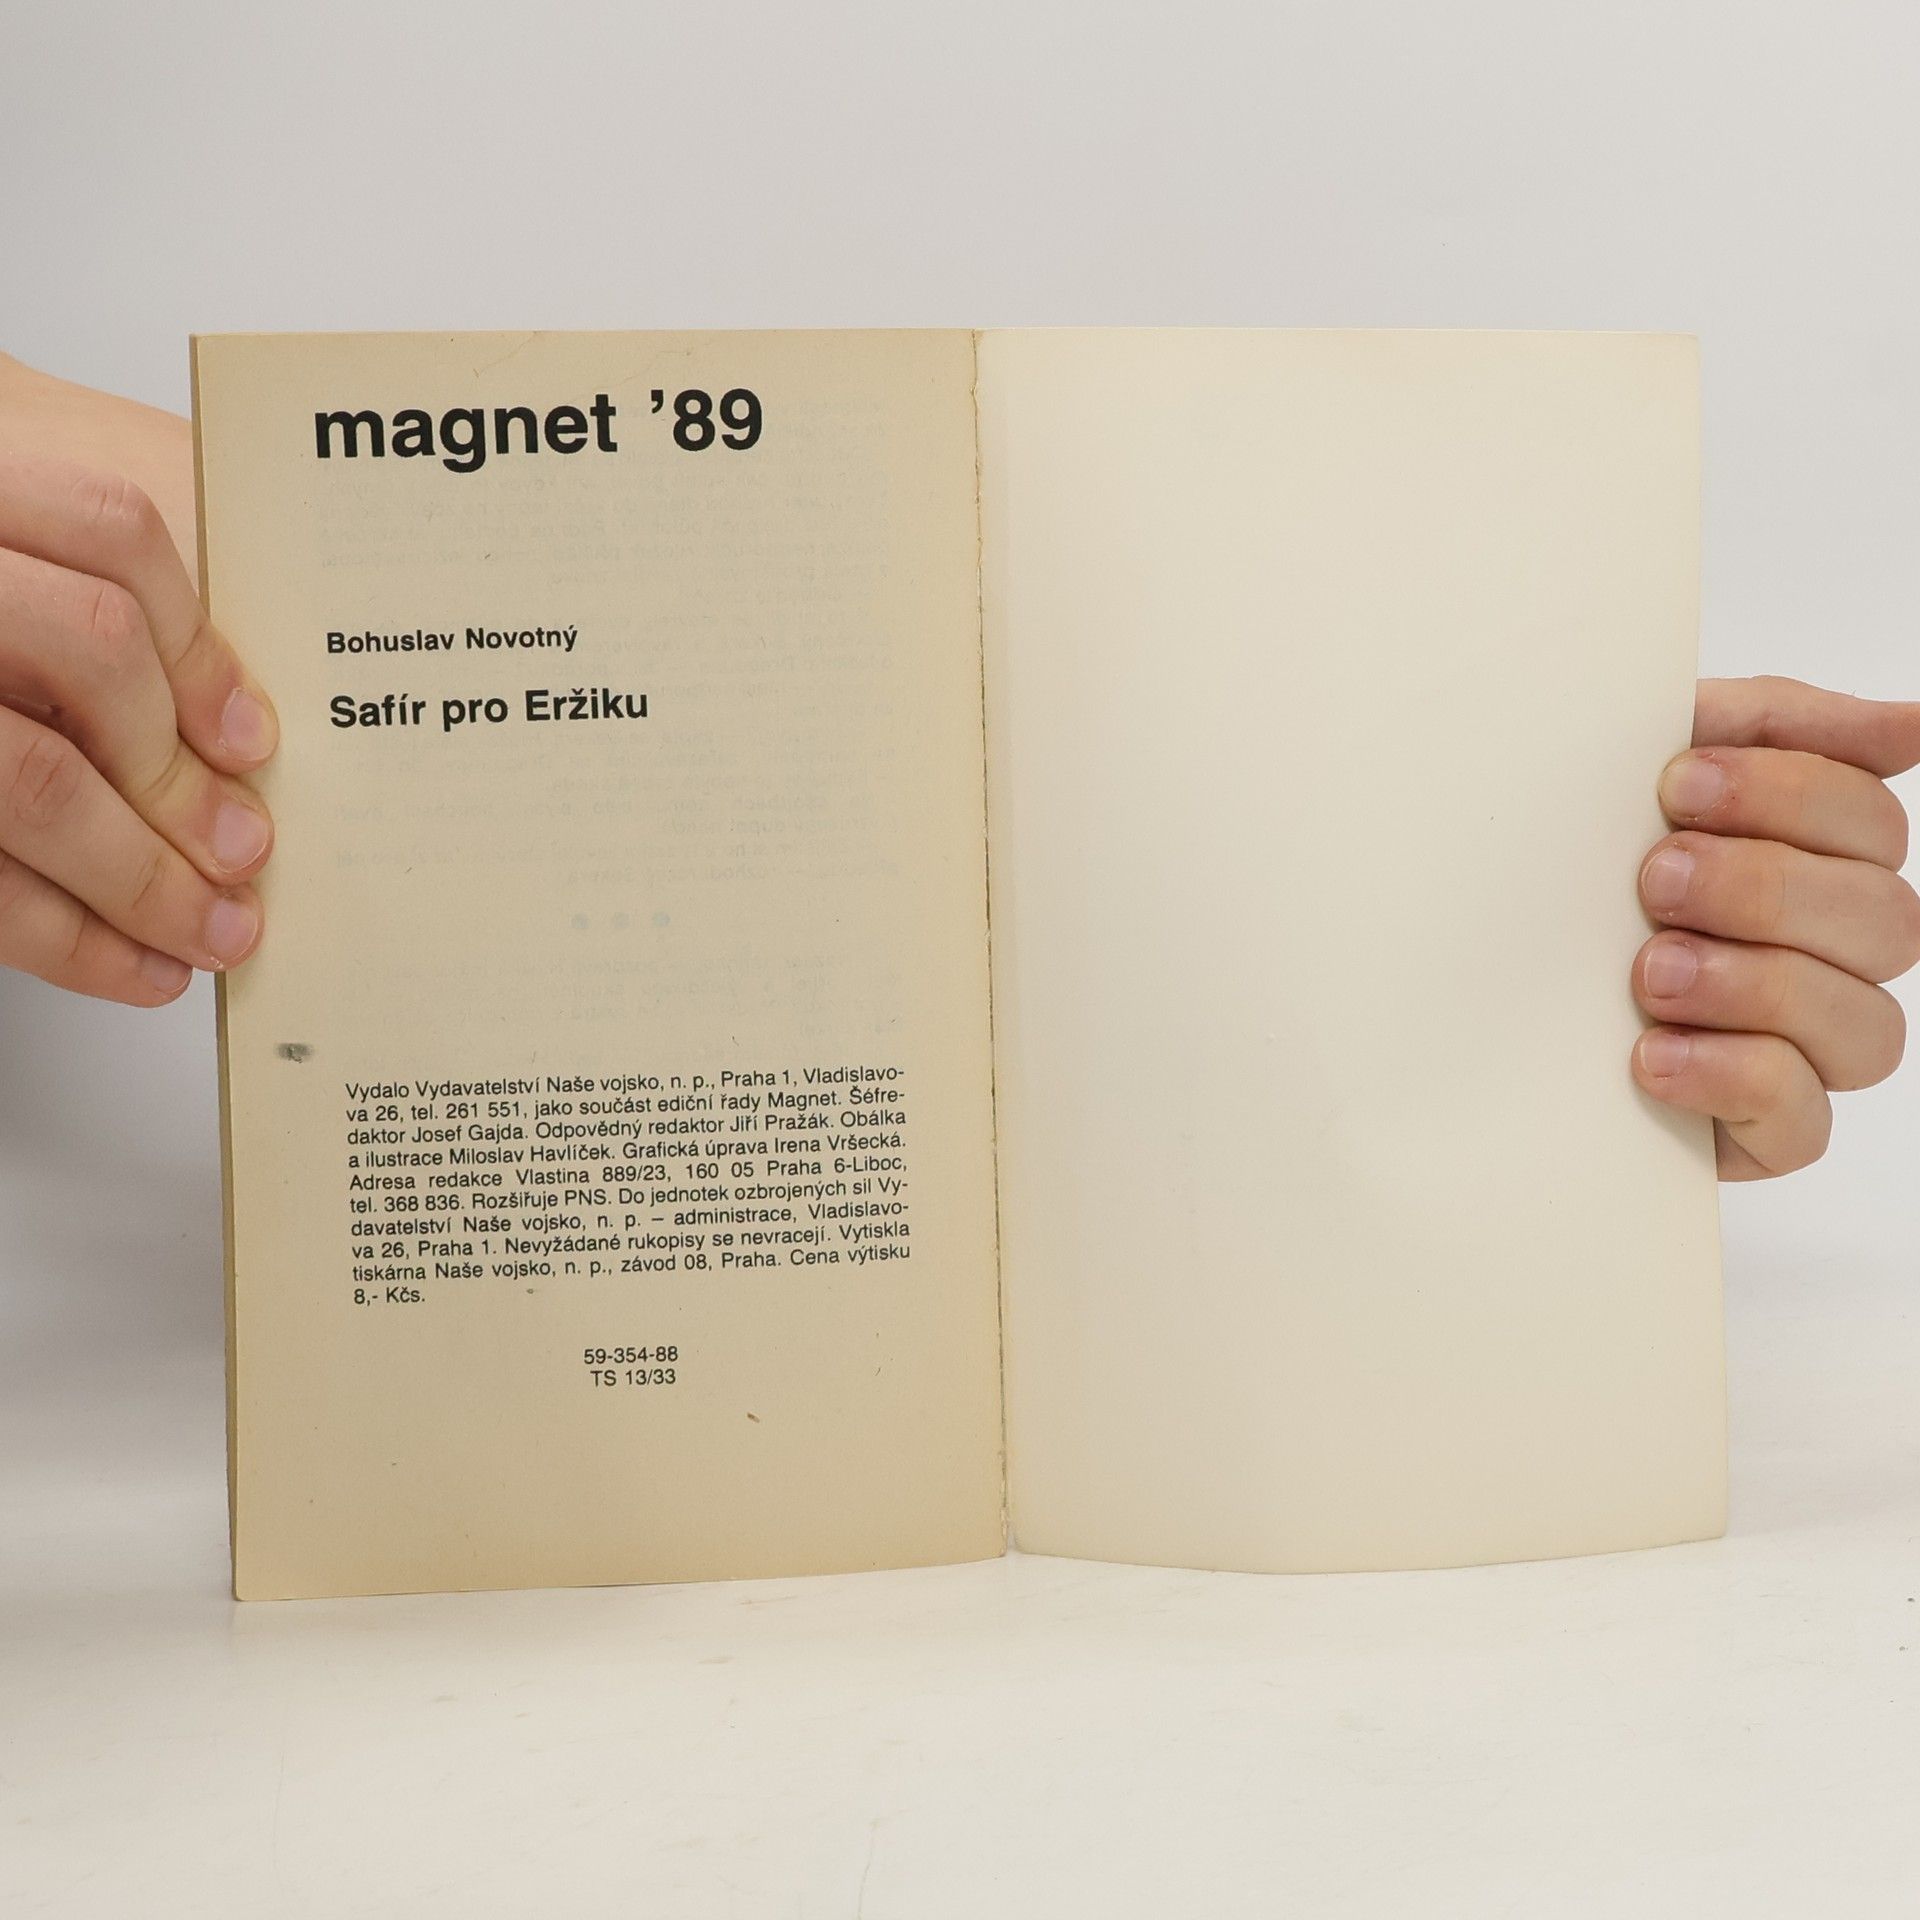 magnet ’89
Bohuslav Novotný
Safír pro Eržiku
Vydalo Vydavatelství Naše vojsko, n. p., Praha 1, Vladislavo-
va 26, tel. 261 551, jako součást ediční řady Magnet. Šéfre-
daktor Josef Gajda. Odpovědný redaktor Jiří Pražák. Obálka
a ilustrace Miloslav Havlíček. Grafická úprava Irena Vršecká.
Adresa redakce Vlastina 889/23, 160 05 Praha 6-Liboc,
tel. 368 836. Rozšiřuje PNS. Do jednotek ozbrojených sil Vy-
davatelství Naše vojsko, n. p. – administrace, Vladislavo-
va 26, Praha 1. Nevyžádané rukopisy se nevracejí. Vytiskla
tiskárna Naše vojsko, n. p., závod 08, Praha. Cena výtisku
8,- Kčs.
59-354-88
TS 13/33